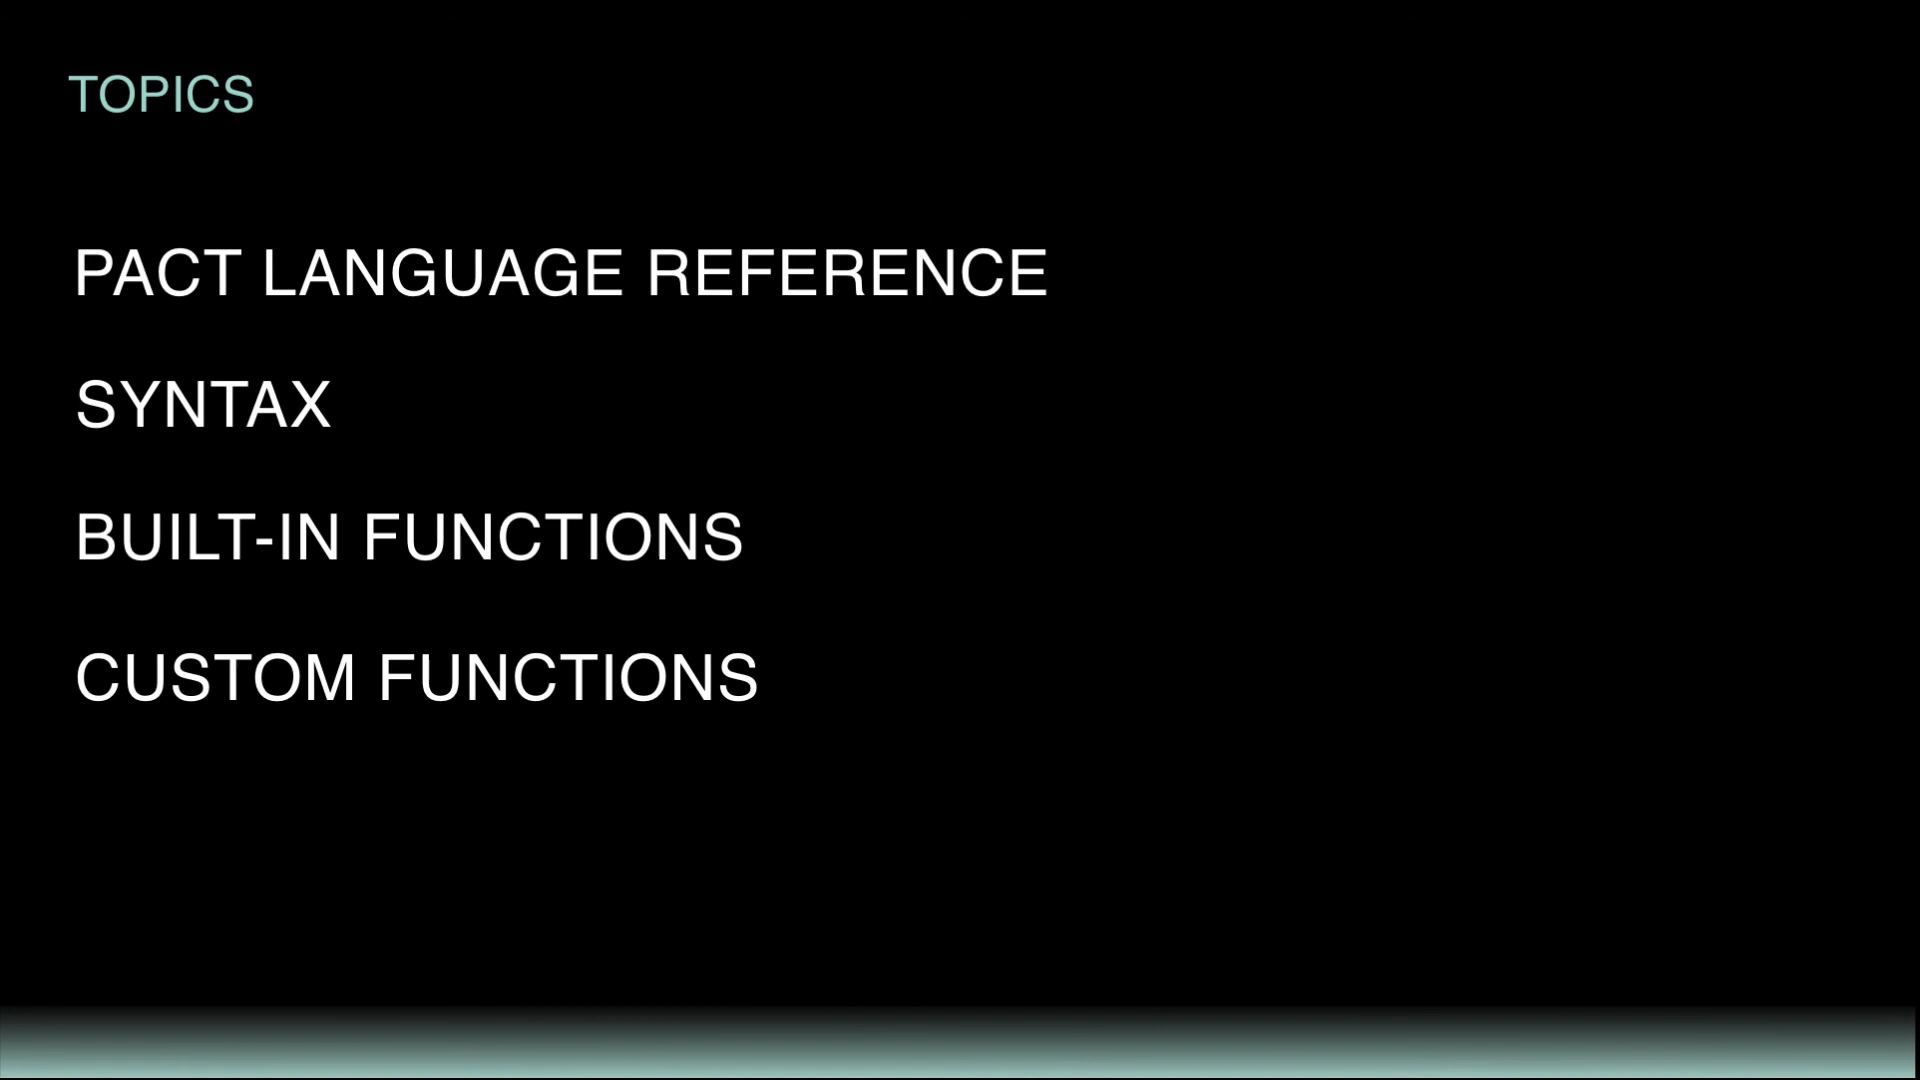 TOPICS
PACT LANGUAGE REFERENCE
SYNTAX
BUILT-IN FUNCTIONS
CUSTOM FUNCTIONS